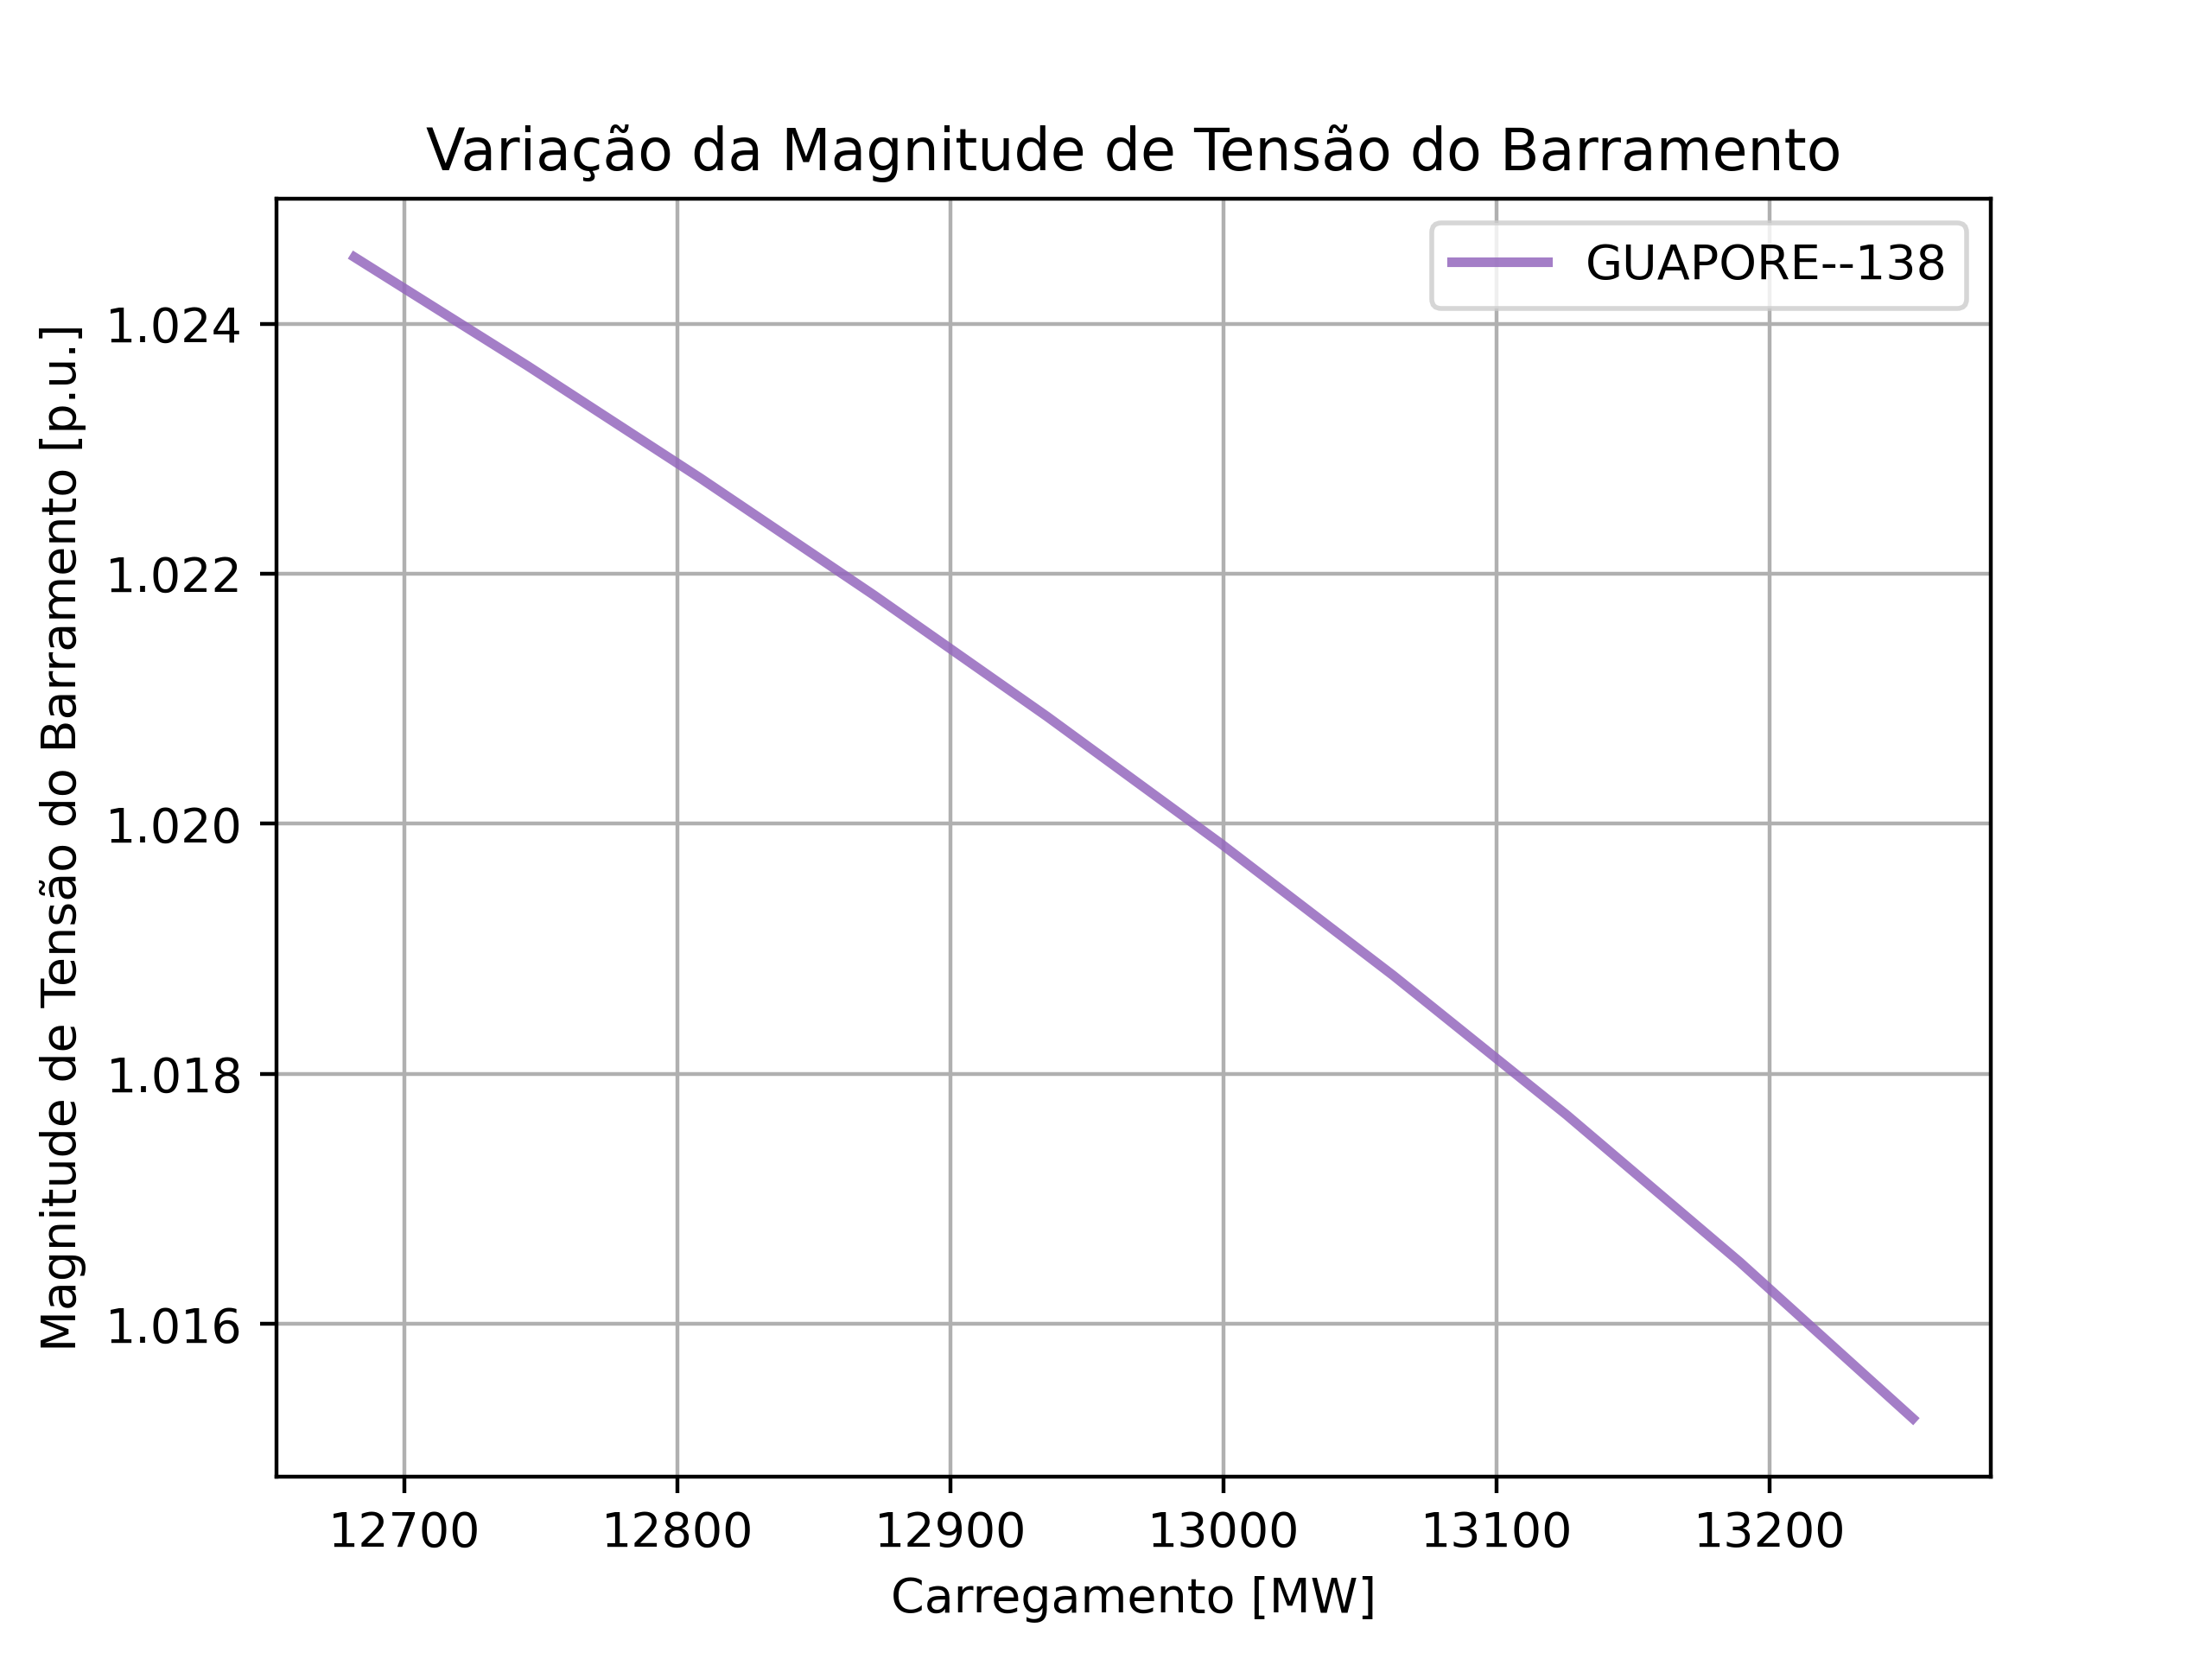 Variação da Magnitude de Tensão do Barramento
GUAPORE--138
Magnitude de Tensão do Barramento [p.u.]
1.024
1.022
1.020
1.018
1.016
12700 12800 12900 13000 13100 13200
Carregamento [MW]